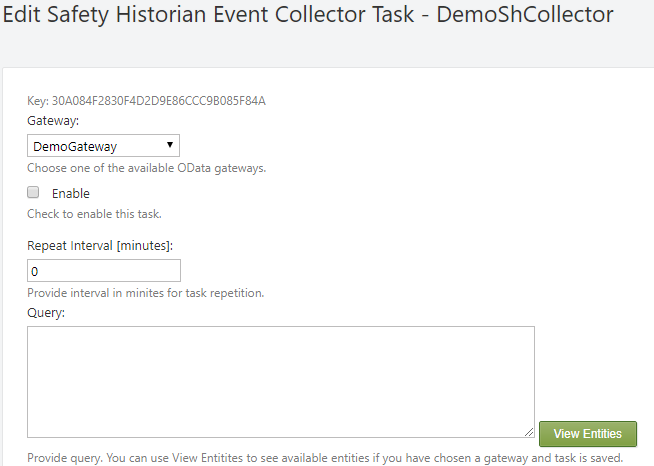 Edit Safety Historian Event Collector Task - DemoShCollector
Key: 30A084F2830F4D2D9E86CCC9B085F84A
Gateway:
DemoGateway
Choose one of the available OData gateways.
Enable
Check to enable this task.
Repeat Interval [minutes]:
0
Provide interval in minites for task repetition.
Query:
View Entities
Provide query. You can use View Entitites to see available entities if you have chosen a gateway and task is saved.